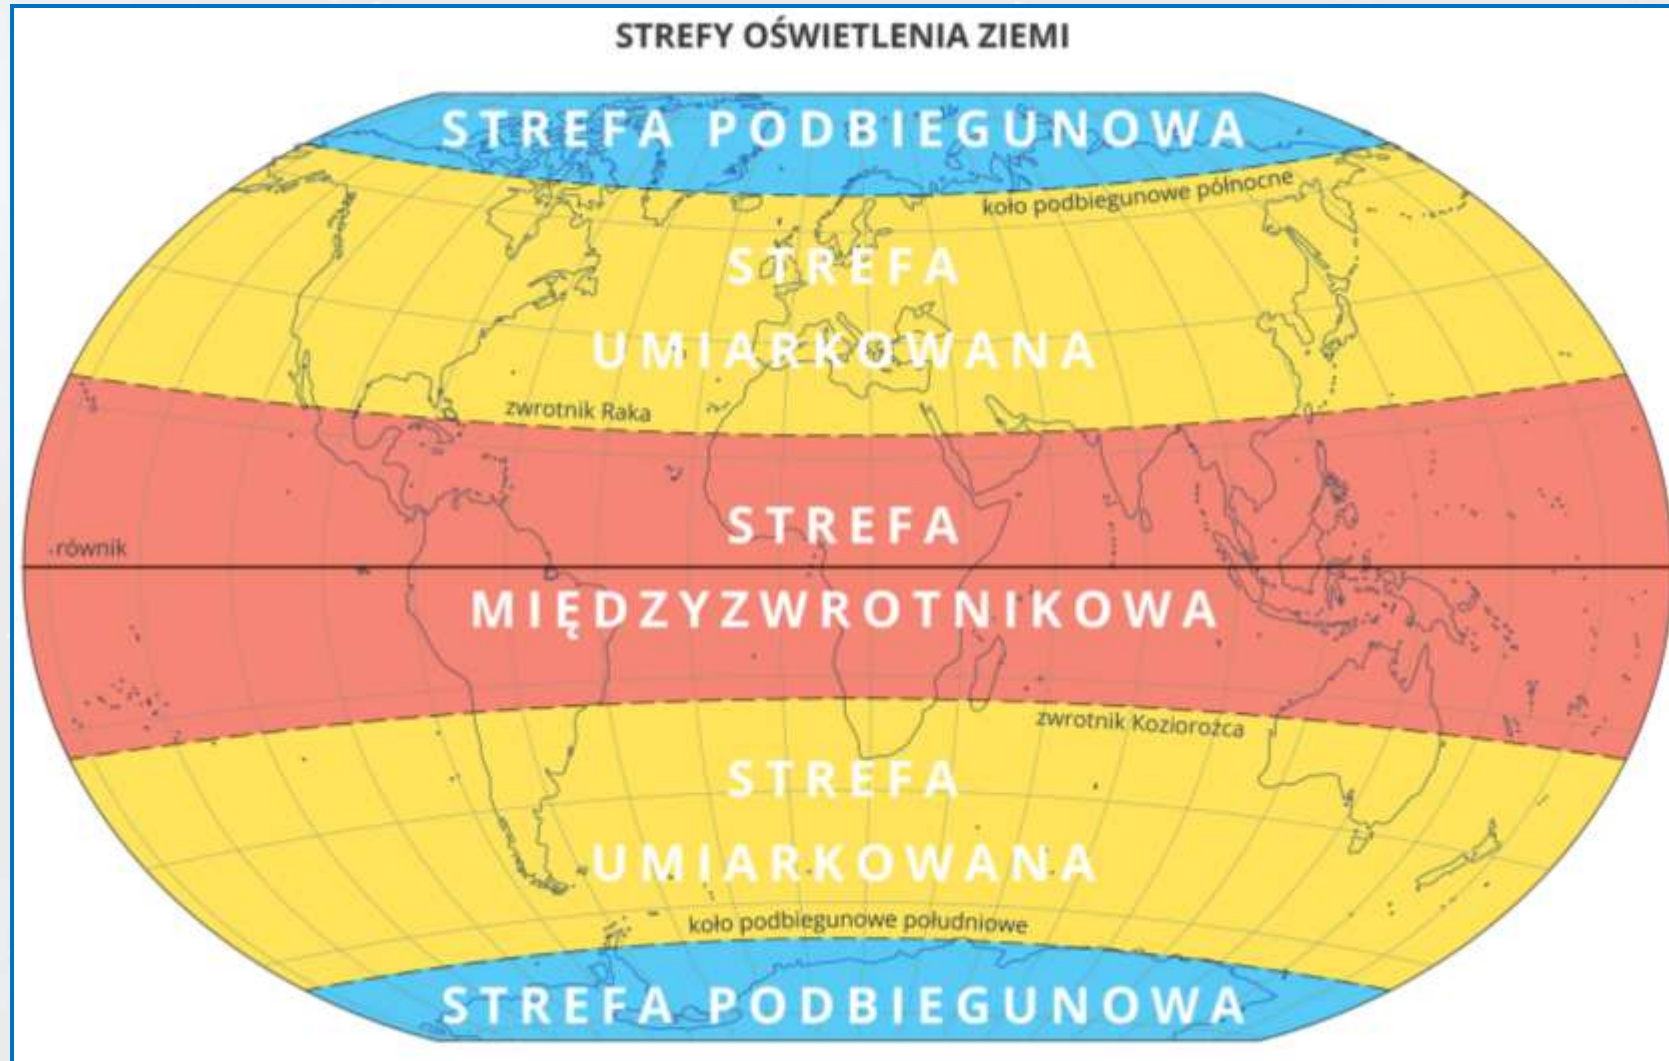 STREFY OŚWIETLENIA ZIEMI
STREFA PODBIEGUNOWA
koło podbiegunowe północne
STREFA
UMIARKOWANA
zwrotnik Raka
STREFA
równik
MIĘDZYZWROTNIKOWA
zwrotnik Koziorożca
STREFA
UMIARKOWANA
koło podbiegunowe południowe
STREFA PODBIEGUNOWA